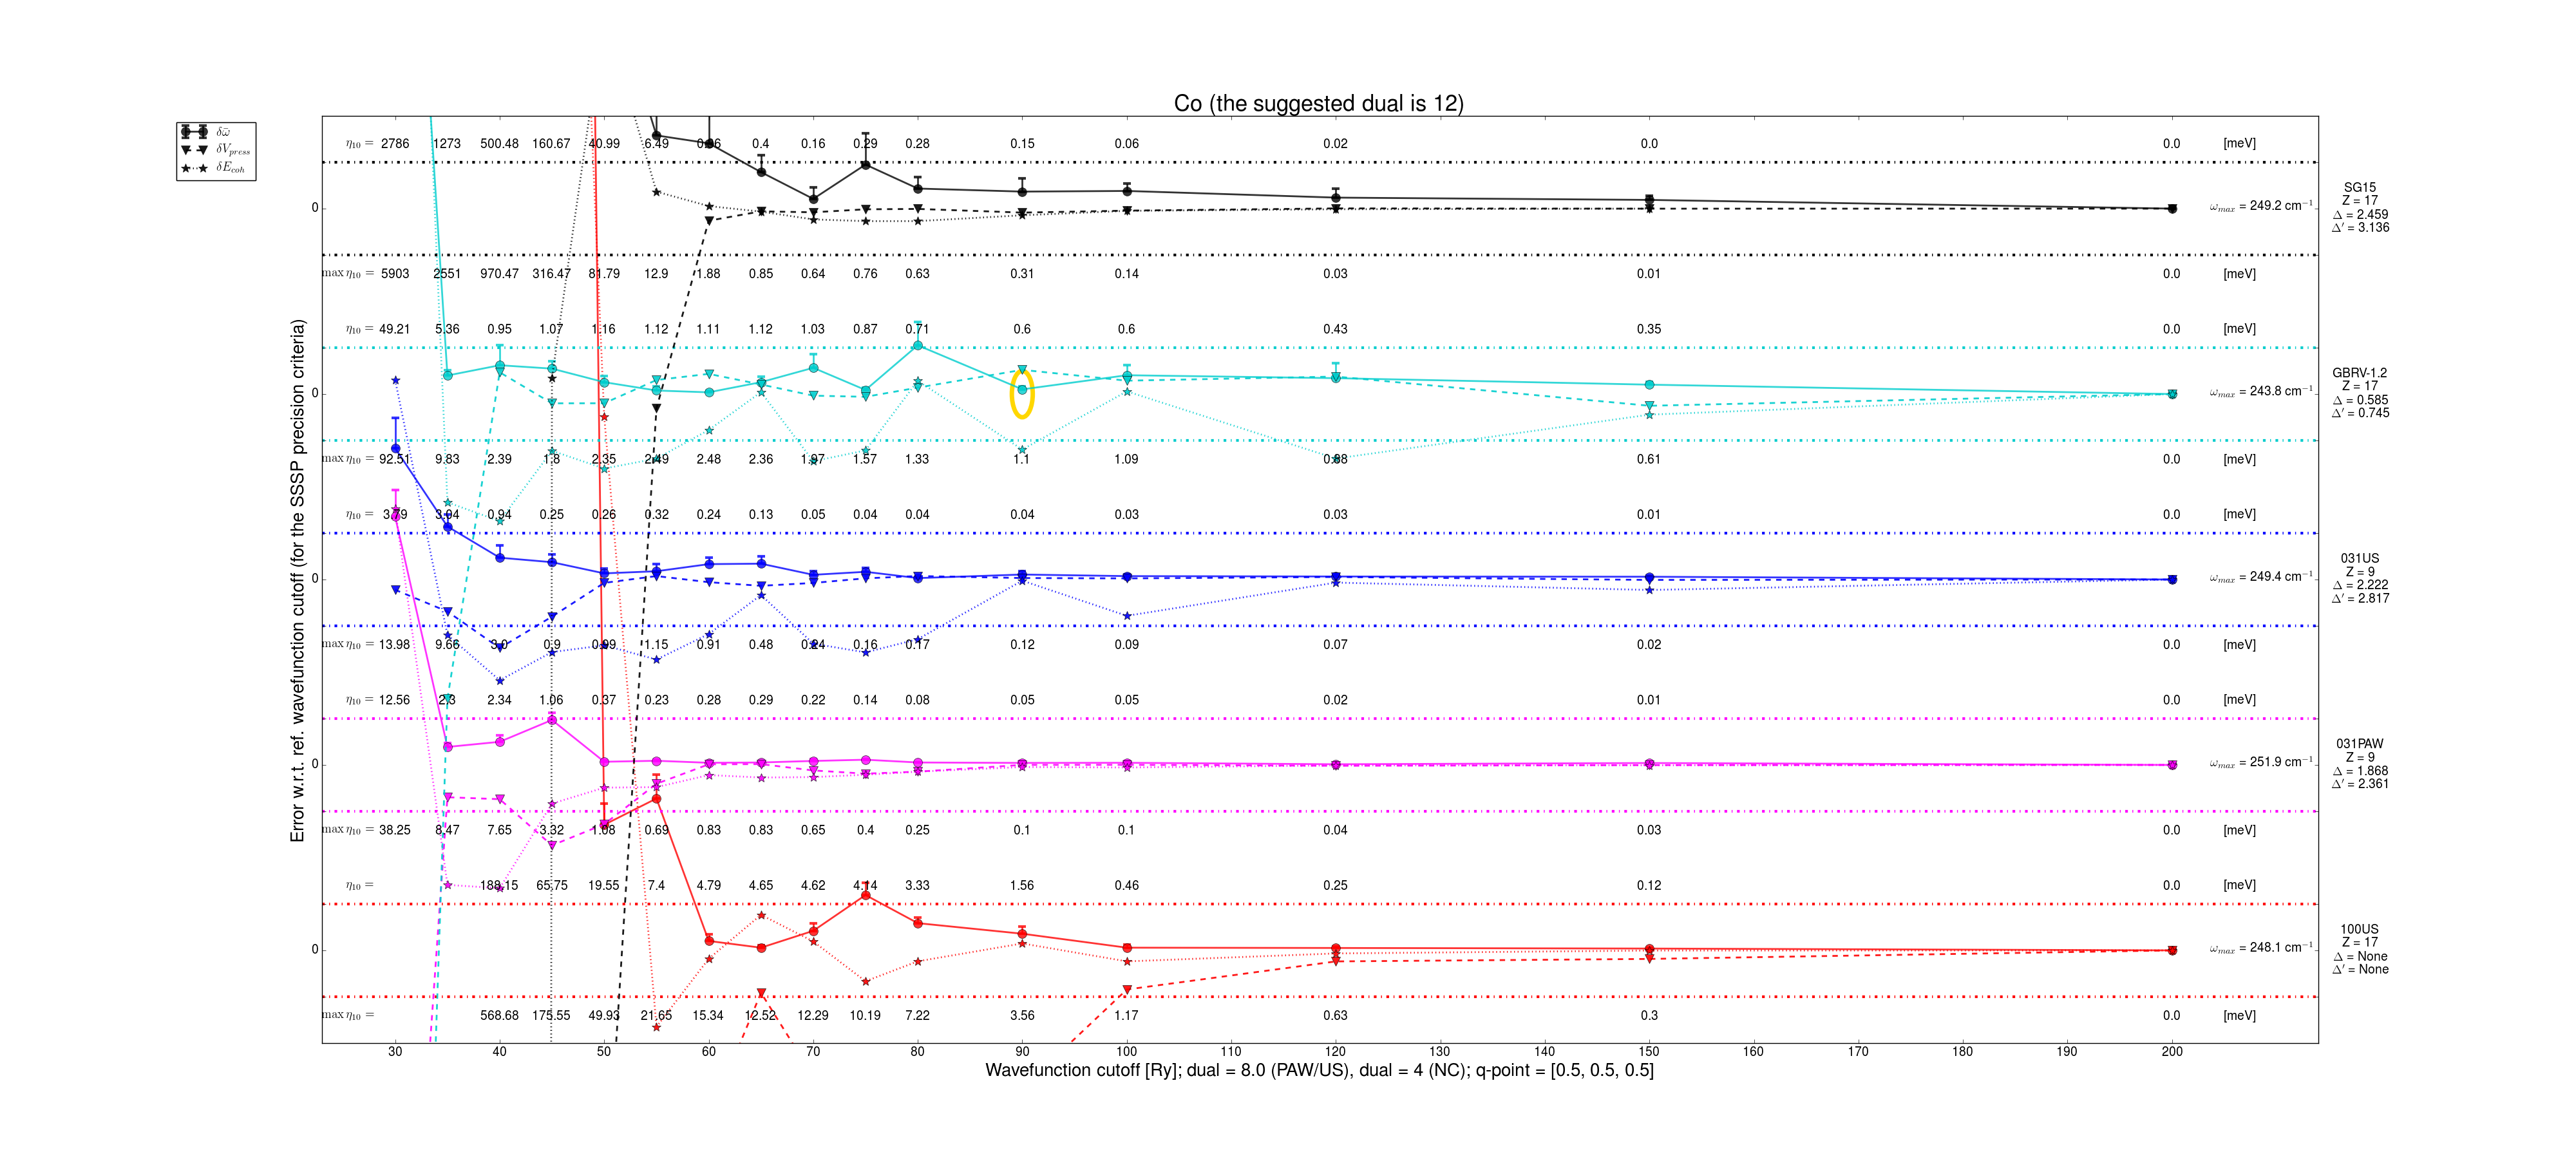 Co (the suggested dual is 12)
δω̄
δV_press
δE_coh
Error w.r.t. ref. wavefunction cutoff (for the SSSP precision criteria)
η₁₀ = 2786 1273 500.48 160.67 40.99 6.49 0.4 0.16 0.29 0.28 0.15 0.06 0.02 0.0 0.0 [meV]
0
ω_max = 249.2 cm⁻¹
SG15
Z = 17
Δ = 2.459
Δ′ = 3.136
max η₁₀ = 5903 2551 970.47 316.47 81.79 12.9 1.88 0.85 0.64 0.76 0.63 0.31 0.14 0.03 0.01 0.0 [meV]
η₁₀ = 49.21 5.36 0.95 1.07 1.16 1.12 1.11 1.12 1.03 0.87 0.71 0.6 0.6 0.43 0.35 0.0 [meV]
0
ω_max = 243.8 cm⁻¹
GBRV-1.2
Z = 17
Δ = 0.585
Δ′ = 0.745
max η₁₀ = 92.51 9.83 2.39 1.8 2.35 2.49 2.48 2.36 1.97 1.57 1.33 1.1 1.09 0.88 0.61 0.0 [meV]
η₁₀ = 3.94 0.94 0.25 0.26 0.32 0.24 0.13 0.05 0.04 0.04 0.04 0.03 0.03 0.01 0.0 [meV]
0
ω_max = 249.4 cm⁻¹
031US
Z = 9
Δ = 2.222
Δ′ = 2.817
max η₁₀ = 13.98 9.66 3.0 0.9 0.99 1.15 0.91 0.48 0.24 0.16 0.17 0.12 0.09 0.07 0.02 0.0 [meV]
η₁₀ = 12.56 2.3 2.34 1.06 0.37 0.23 0.28 0.29 0.22 0.14 0.08 0.05 0.05 0.02 0.01 0.0 [meV]
0
ω_max = 251.9 cm⁻¹
031PAW
Z = 9
Δ = 1.868
Δ′ = 2.361
max η₁₀ = 38.25 8.47 7.65 3.32 1.08 0.69 0.83 0.83 0.65 0.4 0.25 0.1 0.1 0.04 0.03 0.0 [meV]
η₁₀ = 188.15 65.75 19.55 7.4 4.79 4.65 4.62 4.14 3.33 1.56 0.46 0.25 0.12 0.0 [meV]
0
ω_max = 248.1 cm⁻¹
100US
Z = 17
Δ = None
Δ′ = None
max η₁₀ = 568.68 175.55 49.93 21.65 15.34 12.52 12.29 10.19 7.22 3.56 1.17 0.63 0.3 0.0 [meV]
30 40 50 60 70 80 90 100 110 120 130 140 150 160 170 180 190 200
Wavefunction cutoff [Ry]; dual = 8.0 (PAW/US), dual = 4 (NC); q-point = [0.5, 0.5, 0.5]